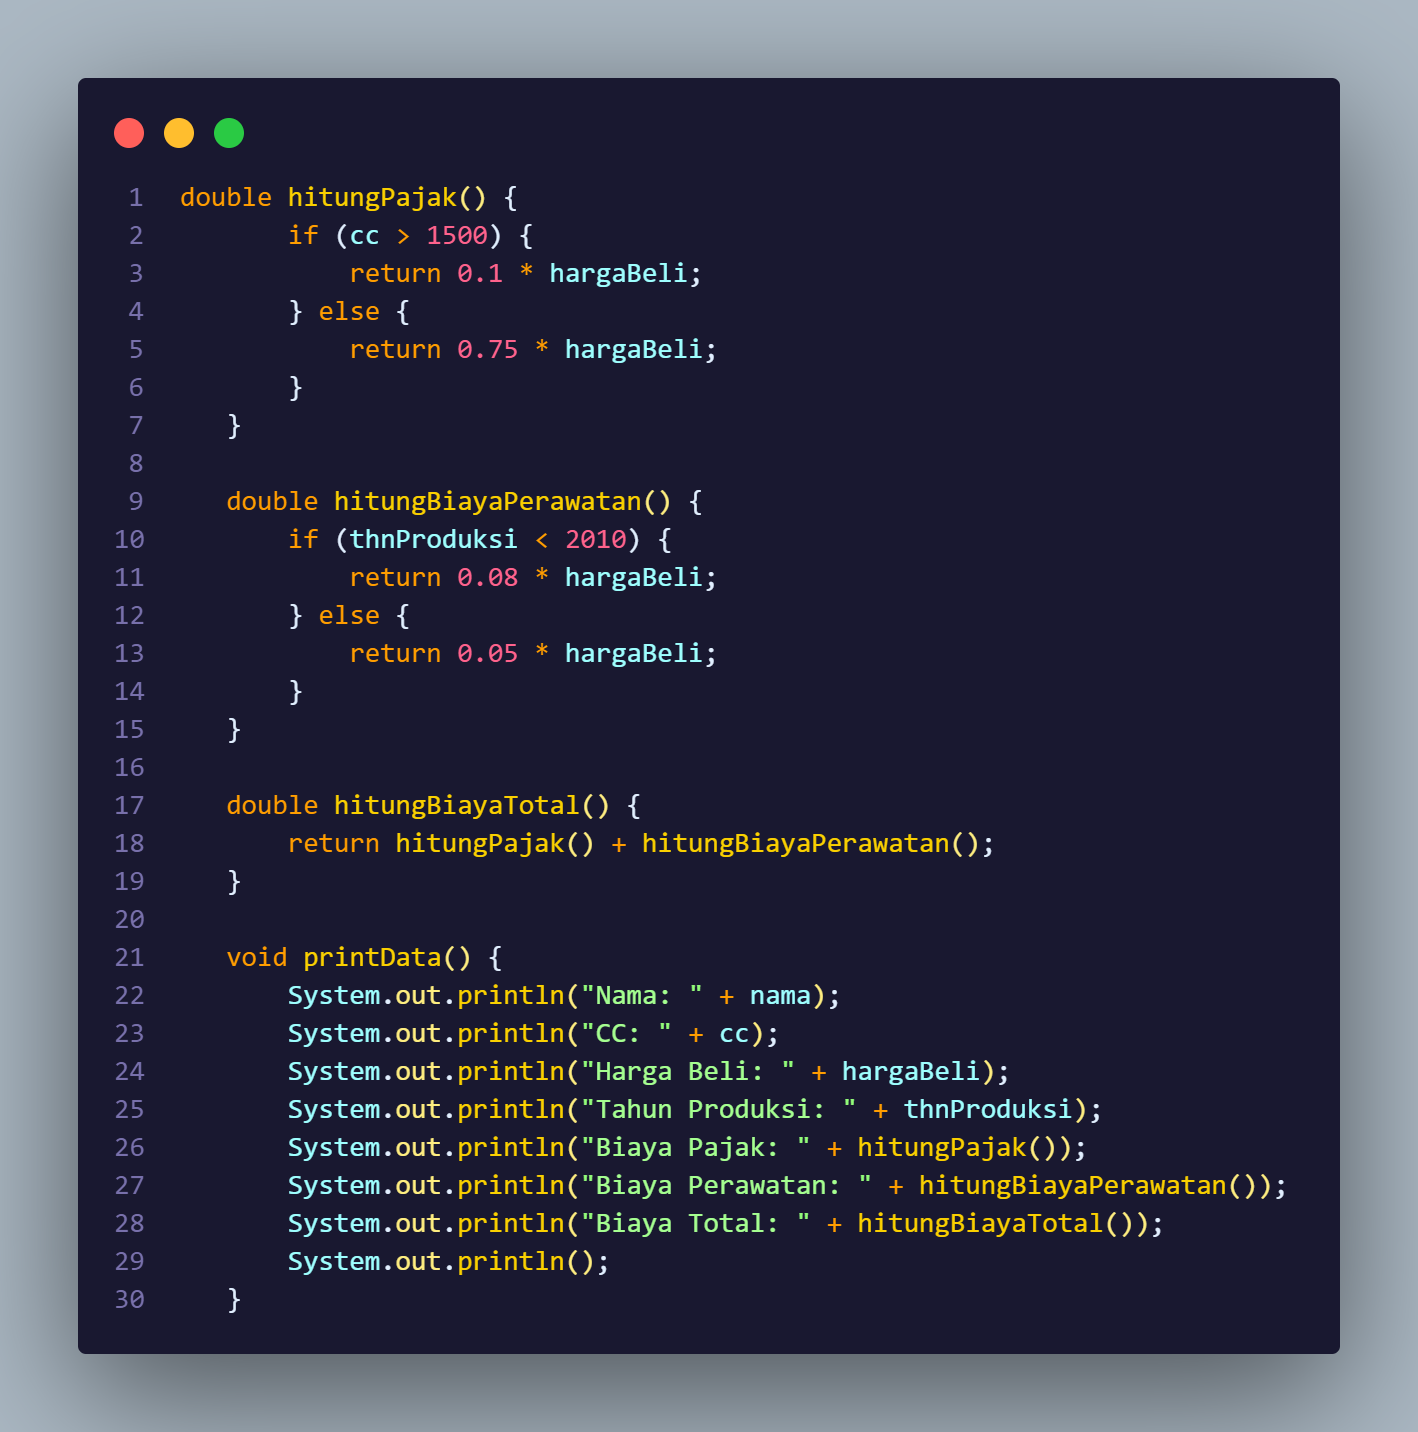 1 double hitungPajak() {
2 if (cc > 1500) {
3 return 0.1 * hargaBeli;
4 } else {
5 return 0.75 * hargaBeli;
6 }
7 }
8
9 double hitungBiayaPerawatan() {
10 if (thnProduksi < 2010) {
11 return 0.08 * hargaBeli;
12 } else {
13 return 0.05 * hargaBeli;
14 }
15 }
16
17 double hitungBiayaTotal() {
18 return hitungPajak() + hitungBiayaPerawatan();
19 }
20
21 void printData() {
22 System.out.println("Nama: " + nama);
23 System.out.println("CC: " + cc);
24 System.out.println("Harga Beli: " + hargaBeli);
25 System.out.println("Tahun Produksi: " + thnProduksi);
26 System.out.println("Biaya Pajak: " + hitungPajak());
27 System.out.println("Biaya Perawatan: " + hitungBiayaPerawatan());
28 System.out.println("Biaya Total: " + hitungBiayaTotal());
29 System.out.println();
30 }